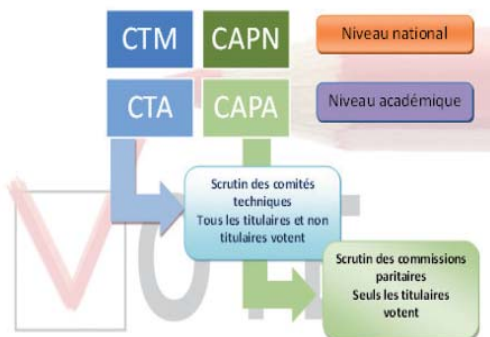 CTM
CAPN
Niveau national
CTA
CAPA
Niveau académique
Scrutin des comités
techniques
Tous les titulaires et non
titulaires votent
Scrutin des commissions
paritaires
Seuls les titulaires
votent
VOTE